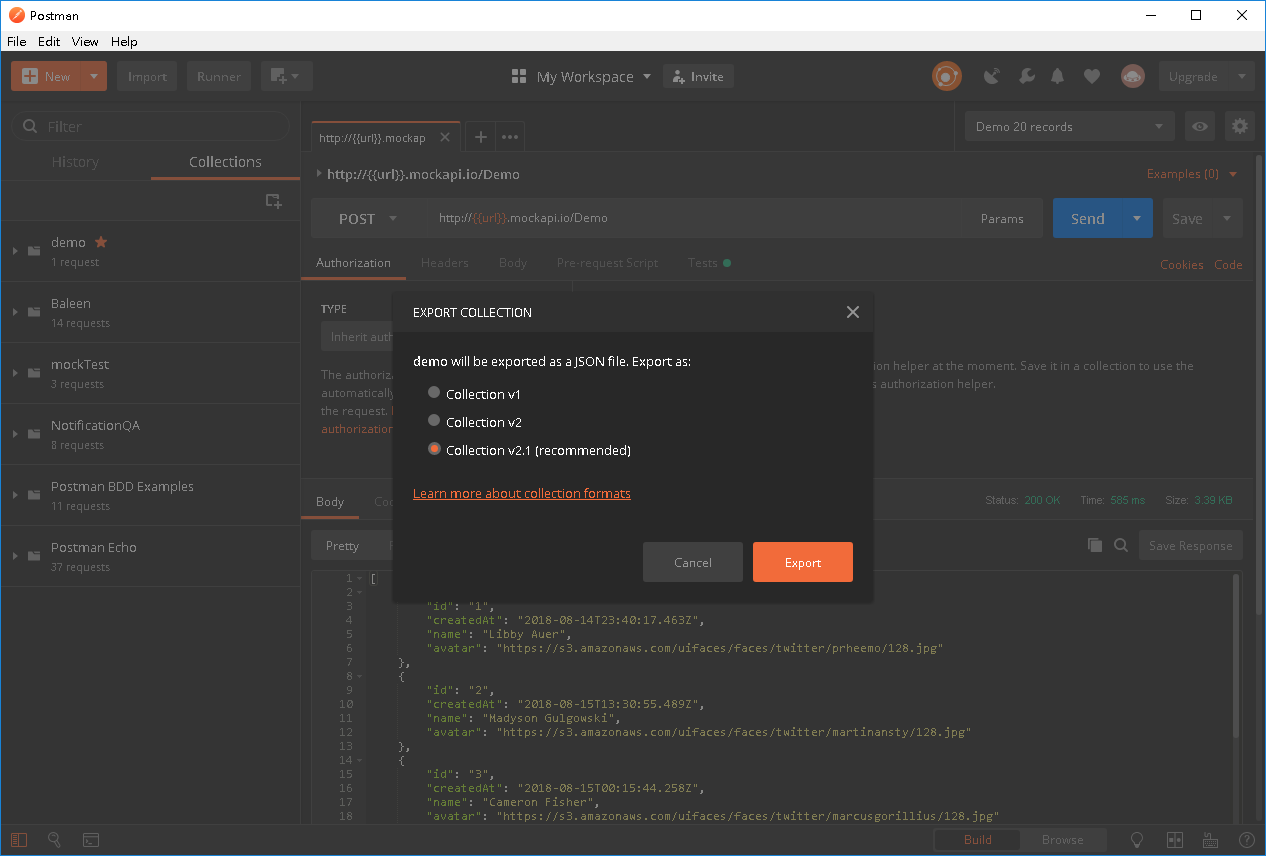 Postman
File Edit View Help
New Import Runner My Workspace Invite Upgrade
Filter
History Collections
demo
1 request
Baleen
14 requests
mockTest
3 requests
NotificationQA
8 requests
Postman BDD Examples
11 requests
Postman Echo
37 requests
http://{{url}}.mockap
Demo 20 records
http://{{url}}.mockapi.io/Demo
Examples (0)
POST http://{{url}}.mockapi.io/Demo Params Send Save
Authorization Headers Body Pre-request Script Tests Cookies Code
TYPE
Inherit auth
The authoriza
automatically
the request.
authorization
ion helper at the moment. Save it in a collection to use the
s authorization helper.
EXPORT COLLECTION
demo will be exported as a JSON file. Export as:
Collection v1
Collection v2
Collection v2.1 (recommended)
Learn more about collection formats
Cancel Export
Body Coo Status: 200 OK Time: 585 ms Size: 3.39 KB
Pretty Save Response
1 [
2
3 "id": "1",
4 "createdAt": "2018-08-14T23:40:17.463Z",
5 "name": "Libby Auer",
6 "avatar": "https://s3.amazonaws.com/uifaces/faces/twitter/prheemo/128.jpg"
7 },
8 {
9 "id": "2",
10 "createdAt": "2018-08-15T13:30:55.489Z",
11 "name": "Madyson Gulgowski",
12 "avatar": "https://s3.amazonaws.com/uifaces/faces/twitter/martinansty/128.jpg"
13 },
14 {
15 "id": "3",
16 "createdAt": "2018-08-15T00:15:44.258Z",
17 "name": "Cameron Fisher",
18 "avatar": "https://s3.amazonaws.com/uifaces/faces/twitter/marcusgorillius/128.jpg"
Build Browse